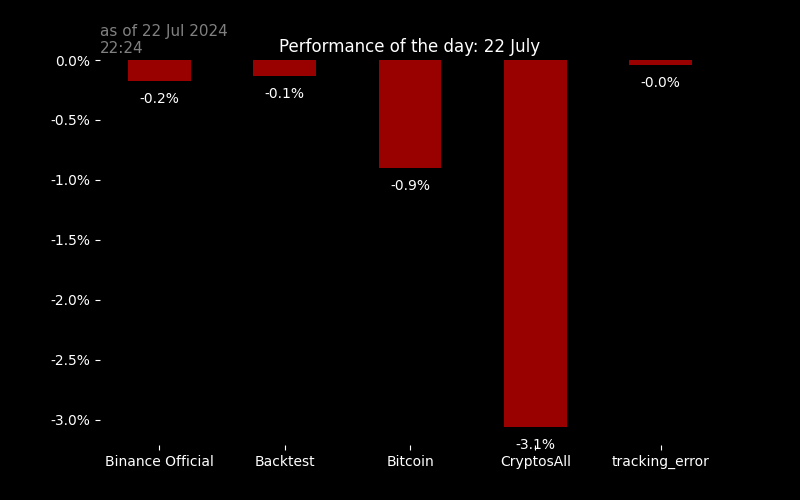 as of 22 Jul 2024
22:24
Performance of the day: 22 July
0.0%
-0.5%
-1.0%
-1.5%
-2.0%
-2.5%
-3.0%
-0.2%
-0.1%
-0.9%
-3.1%
-0.0%
Binance Official
Backtest
Bitcoin
CryptosAll
tracking_error